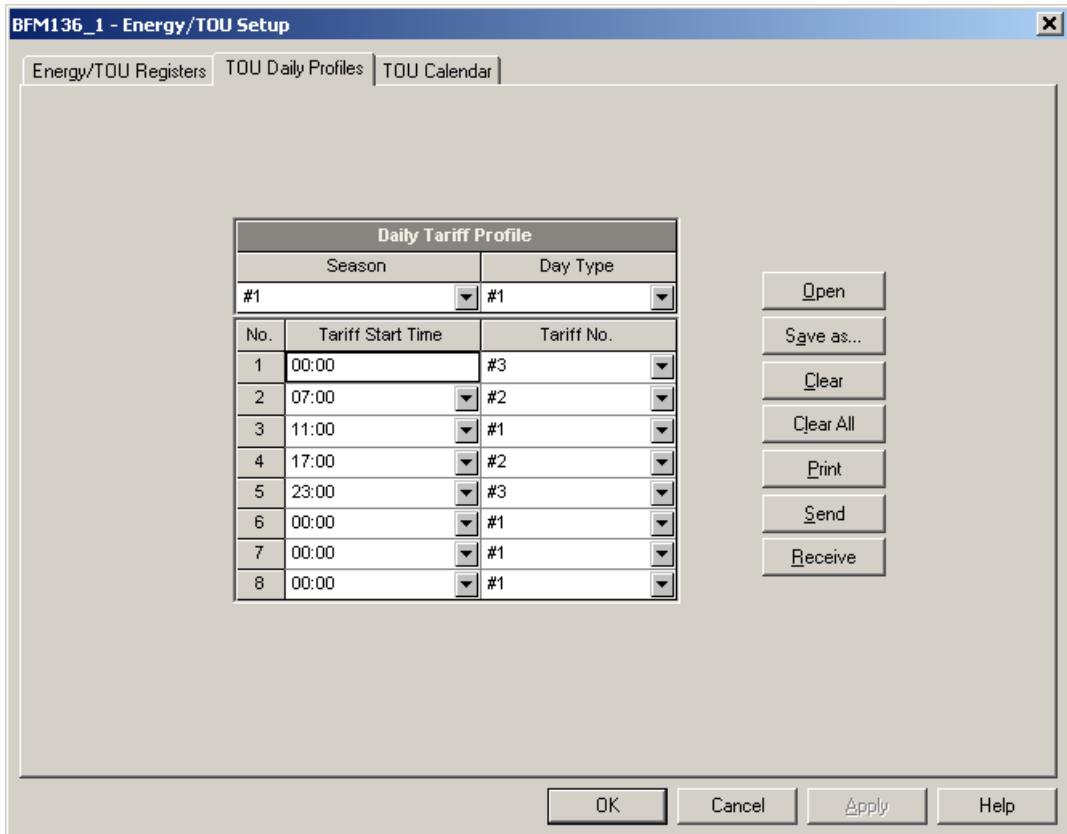 BFM136_1 - Energy/TOU Setup
Energy/TOU Registers TOU Daily Profiles TOU Calendar
Daily Tariff Profile
Season Day Type
#1 #1
No. Tariff Start Time Tariff No.
1 00:00 #3
2 07:00 #2
3 11:00 #1
4 17:00 #2
5 23:00 #3
6 00:00 #1
7 00:00 #1
8 00:00 #1
Open
Save as...
Clear
Clear All
Print
Send
Receive
OK Cancel Apply Help